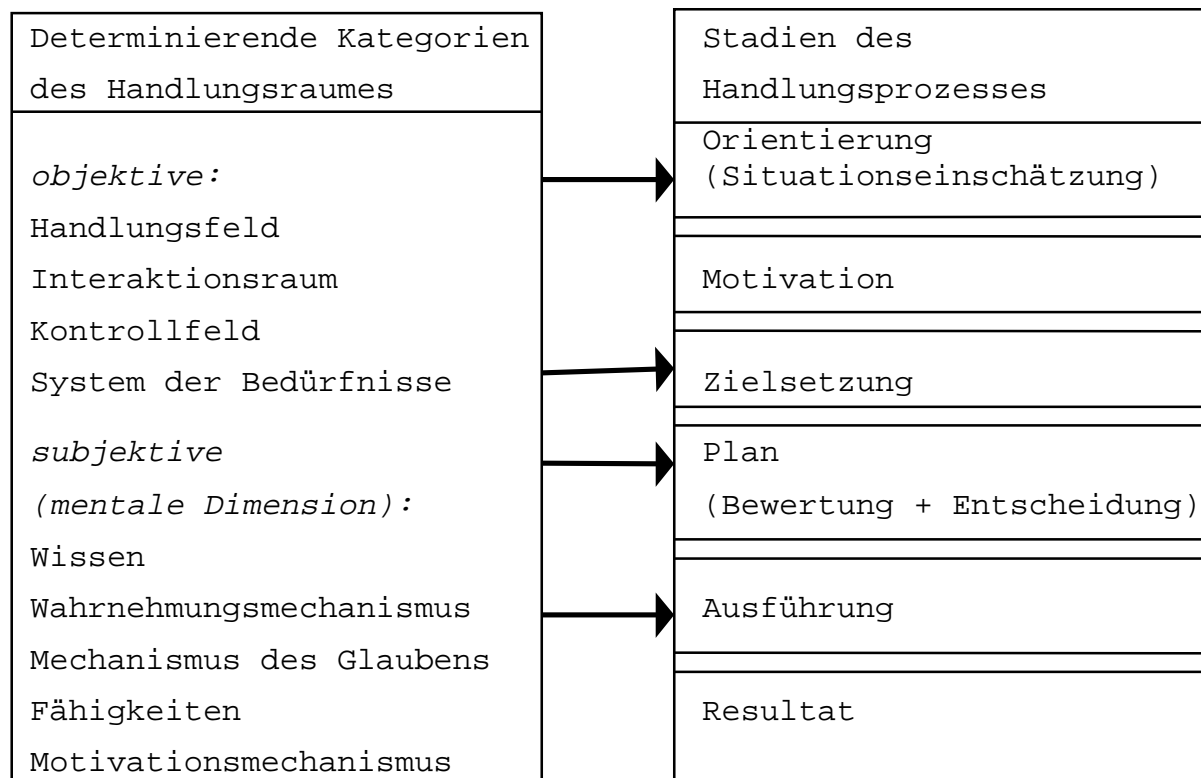 Determinierende Kategorien
des Handlungsraumes
objektive:
Handlungsfeld
Interaktionsraum
Kontrollfeld
System der Bedürfnisse
subjektive
(mentale Dimension):
Wissen
Wahrnehmungsmechanismus
Mechanismus des Glaubens
Fähigkeiten
Motivationsmechanismus
Stadien des
Handlungsprozesses
Orientierung
(Situationseinschätzung)
Motivation
Zielsetzung
Plan
(Bewertung + Entscheidung)
Ausführung
Resultat